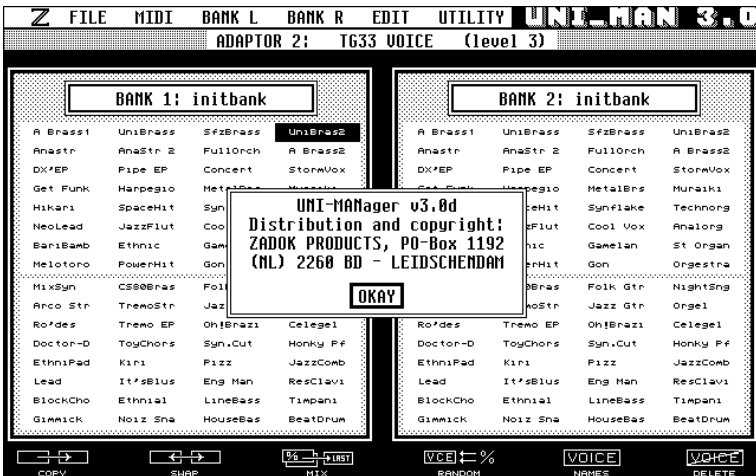 Z FILE MIDI BANK L BANK R EDIT UTILITY UNI-MAN 3.0
ADAPTOR 2: TG33 VOICE (level 3)
BANK 1: initbank
A Brass1 UniBrass SfzBrass UniBras2
Anastr AnaStr 2 FullOrch A Brass2
DX7EP Pipe EP Concert StormVox
Get Funk Harpegio
Hikari SpaceHit
NeoLead JazzFlut
BariBamb Ethnic
Melotoro PowerHit Gon
MixSyn CS80Bras
Arco Str TremoStr
Ro7des Tremo EP Oh!Brazi Celegel
Doctor-D ToyChors Syn.Cut Honky Pf
EthniPad Kiri Pizz JazzComb
Lead It'sBlus Eng Man ResClavi
BlockCho Ethnial LineBass Timpani
Gimmick Noiz Sna HouseBas BeatDrum
BANK 2: initbank
A Brass1 UniBrass SfzBrass UniBras2
Anastr AnaStr 2 FullOrch A Brass2
DX7EP Pipe EP Concert StormVox
MetalBrs Muraiki
Synflake Technorg
Cool Vox Analorg
Gamelan St Organ
Gon Orgestra
Folk Gtr NightSng
Jazz Gtr Orgel
Ro7des Tremo EP Oh!Brazi Celegel
Doctor-D ToyChors Syn.Cut Honky Pf
EthniPad Kiri Pizz JazzComb
Lead It'sBlus Eng Man ResClavi
BlockCho Ethnial LineBass Timpani
Gimmick Noiz Sna HouseBas BeatDrum
UNI-MANager v3.0d
Distribution and copyright:
ZADOK PRODUCTS, PO-Box 1192
(NL) 2260 BD - LEIDSCHENDAM
OKAY
% LAST VCE % VOICE VOICE
COPY SWAP MIX RANDOM NAMES DELETE